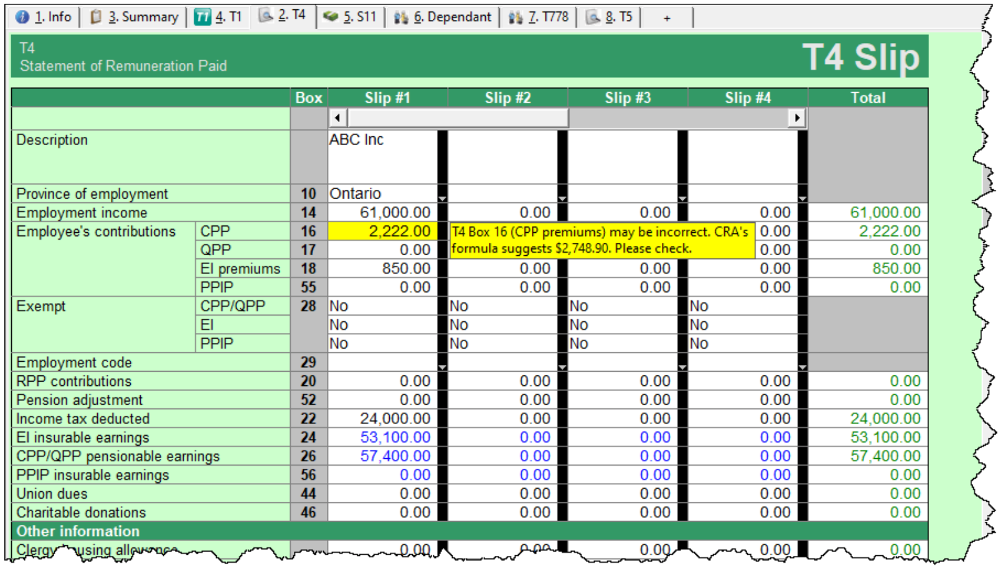 1. Info 3. Summary T1 4. T1 2. T4 5. S11 6. Dependant 7. T778 8. T5 +
T4
Statement of Remuneration Paid
T4 Slip
Box Slip #1 Slip #2 Slip #3 Slip #4 Total
Description ABC Inc
Province of employment 10 Ontario
Employment income 14 61,000.00 0.00 0.00 0.00 61,000.00
Employee's contributions CPP 16 2,222.00 T4 Box 16 (CPP premiums) may be incorrect. CRA's 0.00 2,222.00
QPP 17 0.00 formula suggests $2,748.90. Please check. 0.00 0.00
EI premiums 18 850.00 0.00 0.00 0.00 850.00
PPIP 55 0.00 0.00 0.00 0.00 0.00
Exempt CPP/QPP 28 No No No No
EI No No No No
PPIP No No No No
Employment code 29
RPP contributions 20 0.00 0.00 0.00 0.00 0.00
Pension adjustment 52 0.00 0.00 0.00 0.00 0.00
Income tax deducted 22 24,000.00 0.00 0.00 0.00 24,000.00
EI insurable earnings 24 53,100.00 0.00 0.00 0.00 53,100.00
CPP/QPP pensionable earnings 26 57,400.00 0.00 0.00 0.00 57,400.00
PPIP insurable earnings 56 0.00 0.00 0.00 0.00 0.00
Union dues 44 0.00 0.00 0.00 0.00 0.00
Charitable donations 46 0.00 0.00 0.00 0.00 0.00
Other information
0.00 0.00 0.00 0.00 0.00